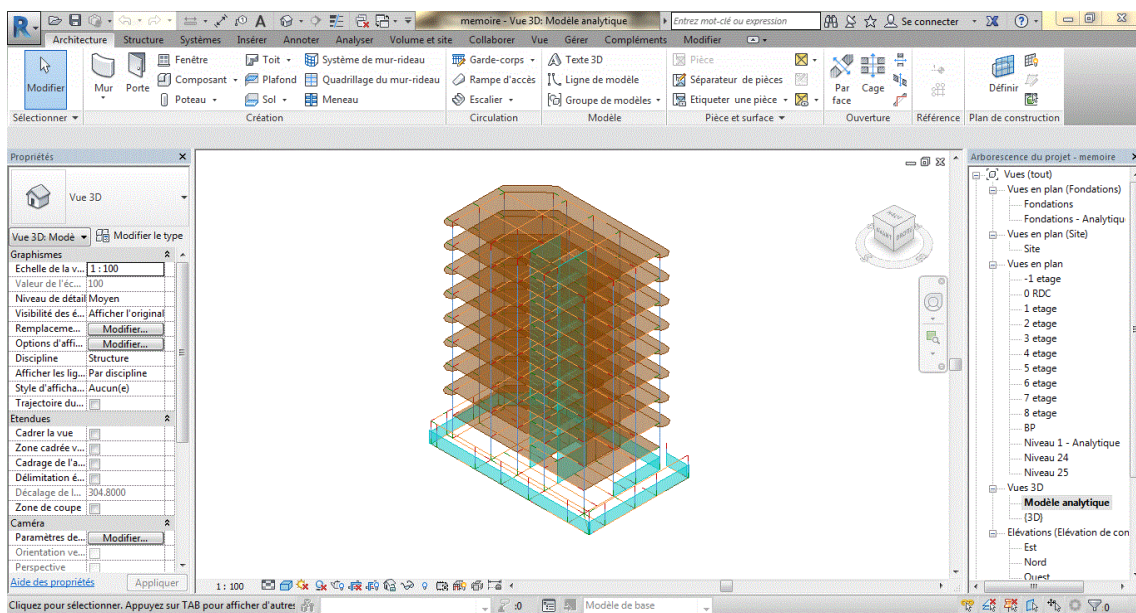 memoire - Vue 3D: Modèle analytique
Entrez mot-clé ou expression
Se connecter
Architecture Structure Systèmes Insérer Annoter Analyser Volume et site Collaborer Vue Gérer Compléments Modifier
Modifier
Mur
Porte
Fenêtre
Composant
Poteau
Toit
Plafond
Sol
Système de mur-rideau
Quadrillage du mur-rideau
Meneau
Garde-corps
Rampe d'accès
Escalier
Texte 3D
Ligne de modèle
Groupe de modèles
Pièce
Séparateur de pièces
Etiqueter une pièce
Par face
Cage
Définir
Sélectionner
Création
Circulation
Modèle
Pièce et surface
Ouverture
Référence
Plan de construction
Propriétés
Vue 3D
Vue 3D: Modè
Modifier le type
Graphismes
Echelle de la v... 1 : 100
Valeur de l'éc... 100
Niveau de détail Moyen
Visibilité des é... Afficher l'original
Remplaceme... Modifier...
Options d'affi... Modifier...
Discipline Structure
Afficher les lig... Par discipline
Style d'afficha... Aucun(e)
Trajectoire du...
Etendues
Cadrer la vue
Zone cadrée v...
Cadrage de l'a...
Délimitation é...
Décalage de l... 304.8000
Zone de coupe
Caméra
Paramètres de... Modifier...
Orientation ve...
Perspective
Aide des propriétés
Appliquer
1 : 100
Arborescence du projet - memoire
Vues (tout)
Vues en plan (Fondations)
Fondations
Fondations - Analytiqu
Vues en plan (Site)
Site
Vues en plan
-1 etage
0 RDC
1 etage
2 etage
3 etage
4 etage
5 etage
6 etage
7 etage
8 etage
BP
Niveau 1 - Analytique
Niveau 24
Niveau 25
Vues 3D
Modèle analytique
{3D}
Elévations (Elévation de con
Est
Nord
Ouest
Cliquez pour sélectionner. Appuyez sur TAB pour afficher d'autres
:0
Modèle de base
:0